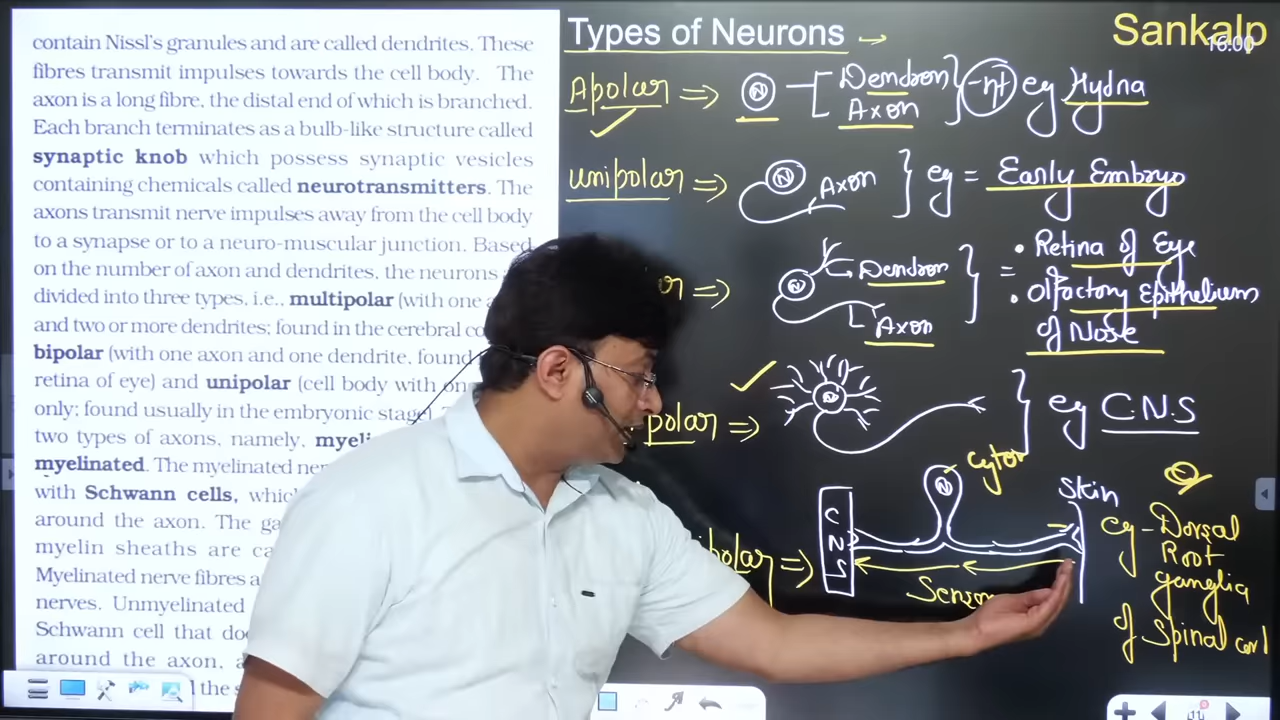 contain Nissl's granules and are called dendrites. These
fibres transmit impulses towards the cell body. The
axon is a long fibre, the distal end of which is branched.
Each branch terminates as a bulb-like structure called
synaptic knob which possess synaptic vesicles
containing chemicals called neurotransmitters. The
axons transmit nerve impulses away from the cell body
to a synapse or to a neuro-muscular junction. Based
on the number of axon and dendrites, the neurons
divided into three types, i.e., multipolar (with one
and two or more dendrites; found in the cerebral
bipolar (with one axon and one dendrite, found
retina of eye) and unipolar (cell body with
only; found usually in the embryonic stage).
two types of axons, namely,
myelinated. The myelinated
with Schwann cells,
around the axon. The
myelin sheaths are
Myelinated nerve fibres
nerves. Unmyelinated
Schwann cell that
around the axon,
the
Types of Neurons →
Sankalp
16:00
Apolar ⇒ N Dendron Axon -nt eg Hydra
unipolar ⇒ N Axon eg = Early Embryo
⇒ N Dendron Axon = • Retina of Eye
• Olfactory Epithelium
of Nose
polar ⇒ N eg C.N.S
⇒ CNS N Cyton Skin
Sensor
eg - Dorsal
Root
ganglia
of Spinal cord